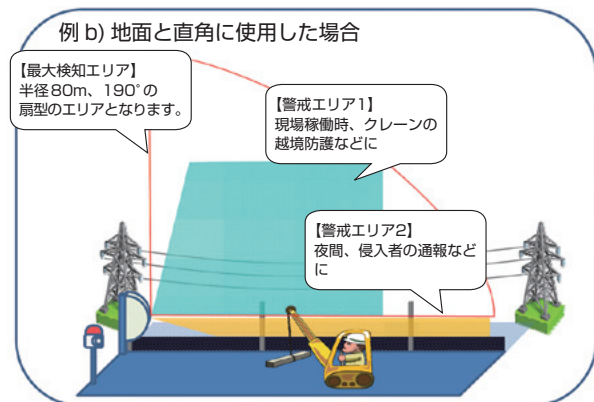 例 b) 地面と直角に使用した場合
【最大検知エリア】
半径80m、190°の
扇型のエリアとなります。
【警戒エリア1】
現場稼働時、クレーンの
越境防護などに
【警戒エリア2】
夜間、侵入者の通報など
に